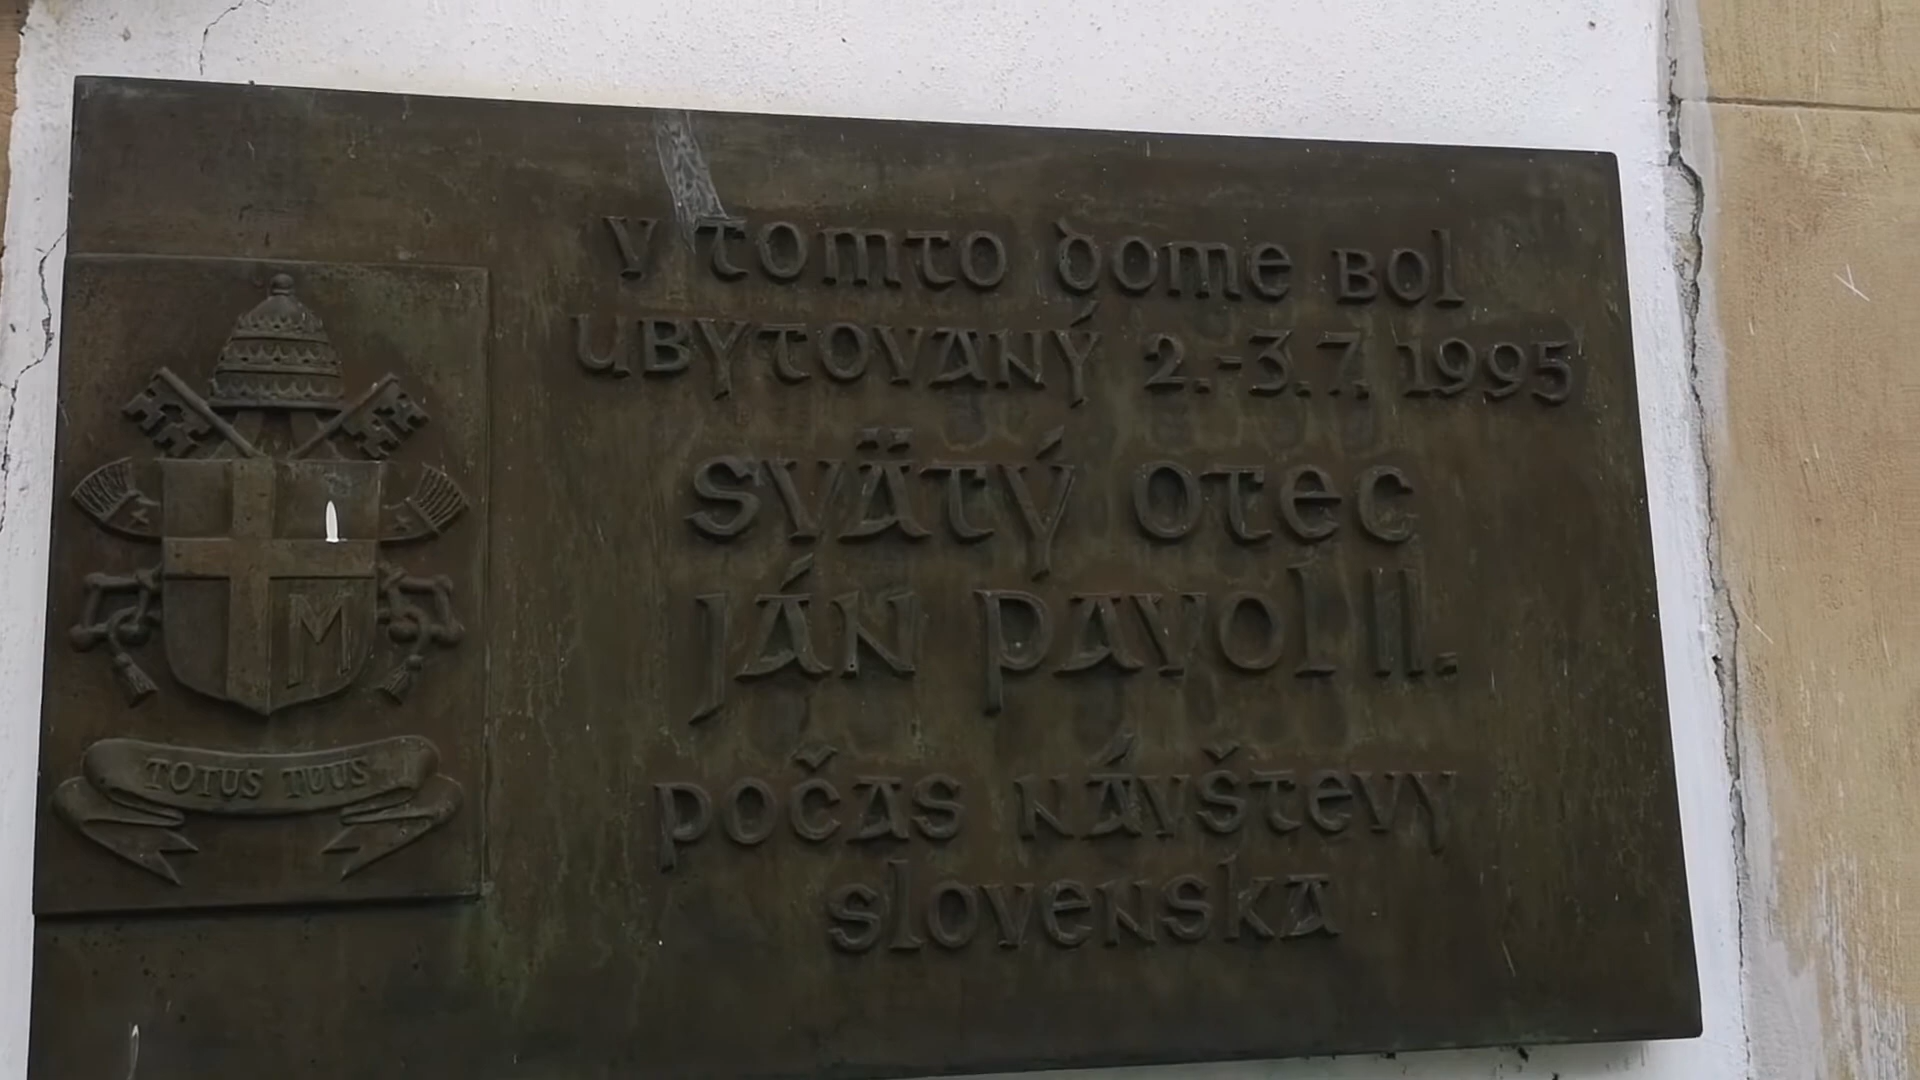 V TOMTO DOME BOL
UBYTOVANÝ 2.-3.7. 1995
SVÄTÝ OTEC
JÁN PAVOL II.
POČAS NÁVŠTEVY
SLOVENSKA
M
TOTUS TUUS